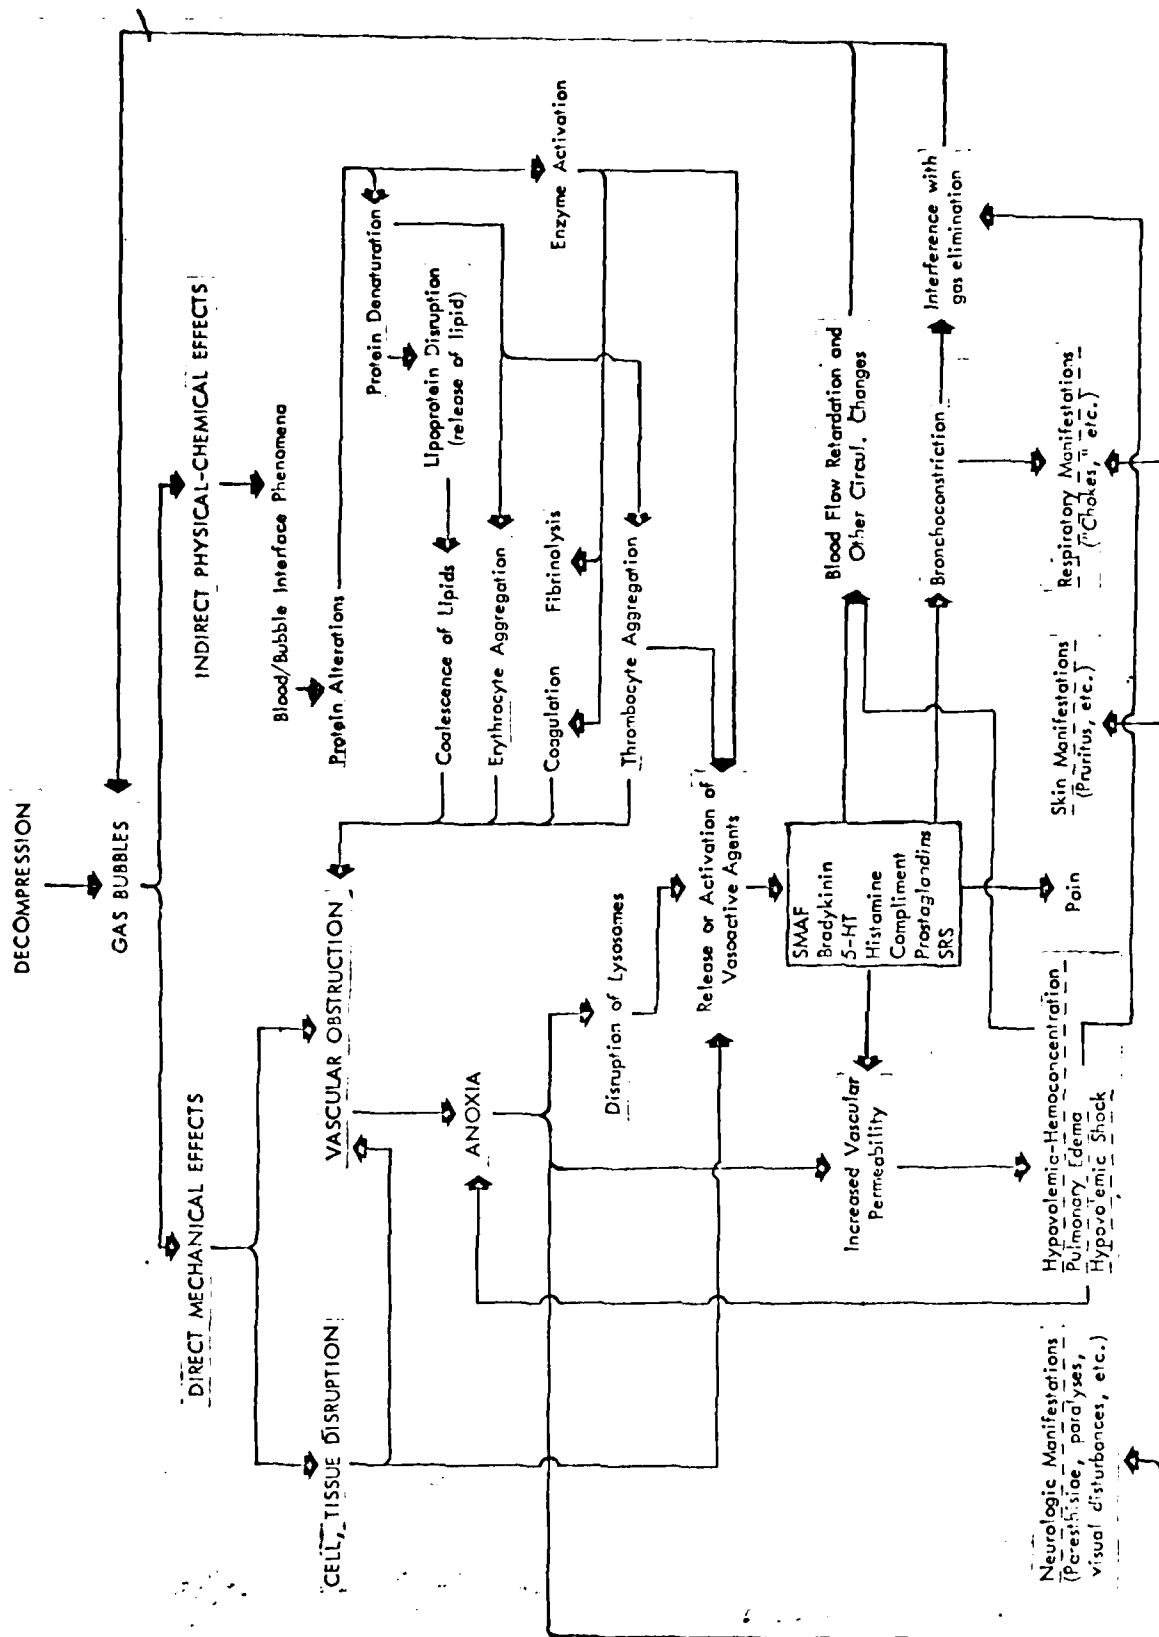 DECOMPRESSION
GAS BUBBLES
DIRECT MECHANICAL EFFECTS
INDIRECT PHYSICAL-CHEMICAL EFFECTS
CELL, TISSUE DISRUPTION
VASCULAR OBSTRUCTION
Blood/Bubble Interface Phenomena
Protein Alterations
Protein Denaturation
Lipoprotein Disruption
(release of lipid)
Enzyme Activation
Coalescence of Lipids
Erythrocyte Aggregation
Coagulation
Fibrinolysis
Thrombocyte Aggregation
ANOXIA
Disruption of Lysosomes
Release or Activation of
Vasoactive Agents
SMAF
Bradykinin
5-HT
Histamine
Compliment
Prostaglandins
SRS
Increased Vascular
Permeability
Blood Flow Retardation and
Other Circul. Changes
Bronchoconstriction
Interference with
gas elimination
Neurologic Manifestations
(Paresthisiae, paralyses,
visual disturbances, etc.)
Hypovolemia-Hemoconcentration
Pulmonary Edema
Hypovolemic Shock
Pain
Skin Manifestations
(Pruritus, etc.)
Respiratory Manifestations
("Chokes," etc.)